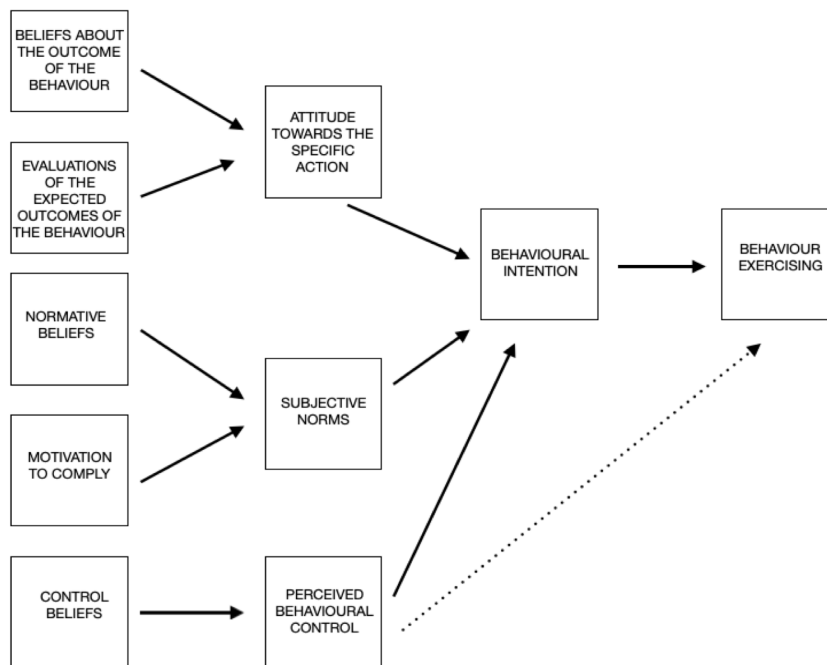 BELIEFS ABOUT
THE OUTCOME
OF THE
BEHAVIOUR
EVALUATIONS
OF THE
EXPECTED
OUTCOMES OF
THE BEHAVIOUR
NORMATIVE
BELIEFS
MOTIVATION
TO COMPLY
CONTROL
BELIEFS
ATTITUDE
TOWARDS THE
SPECIFIC
ACTION
SUBJECTIVE
NORMS
PERCEIVED
BEHAVIOURAL
CONTROL
BEHAVIOURAL
INTENTION
BEHAVIOUR
EXERCISING